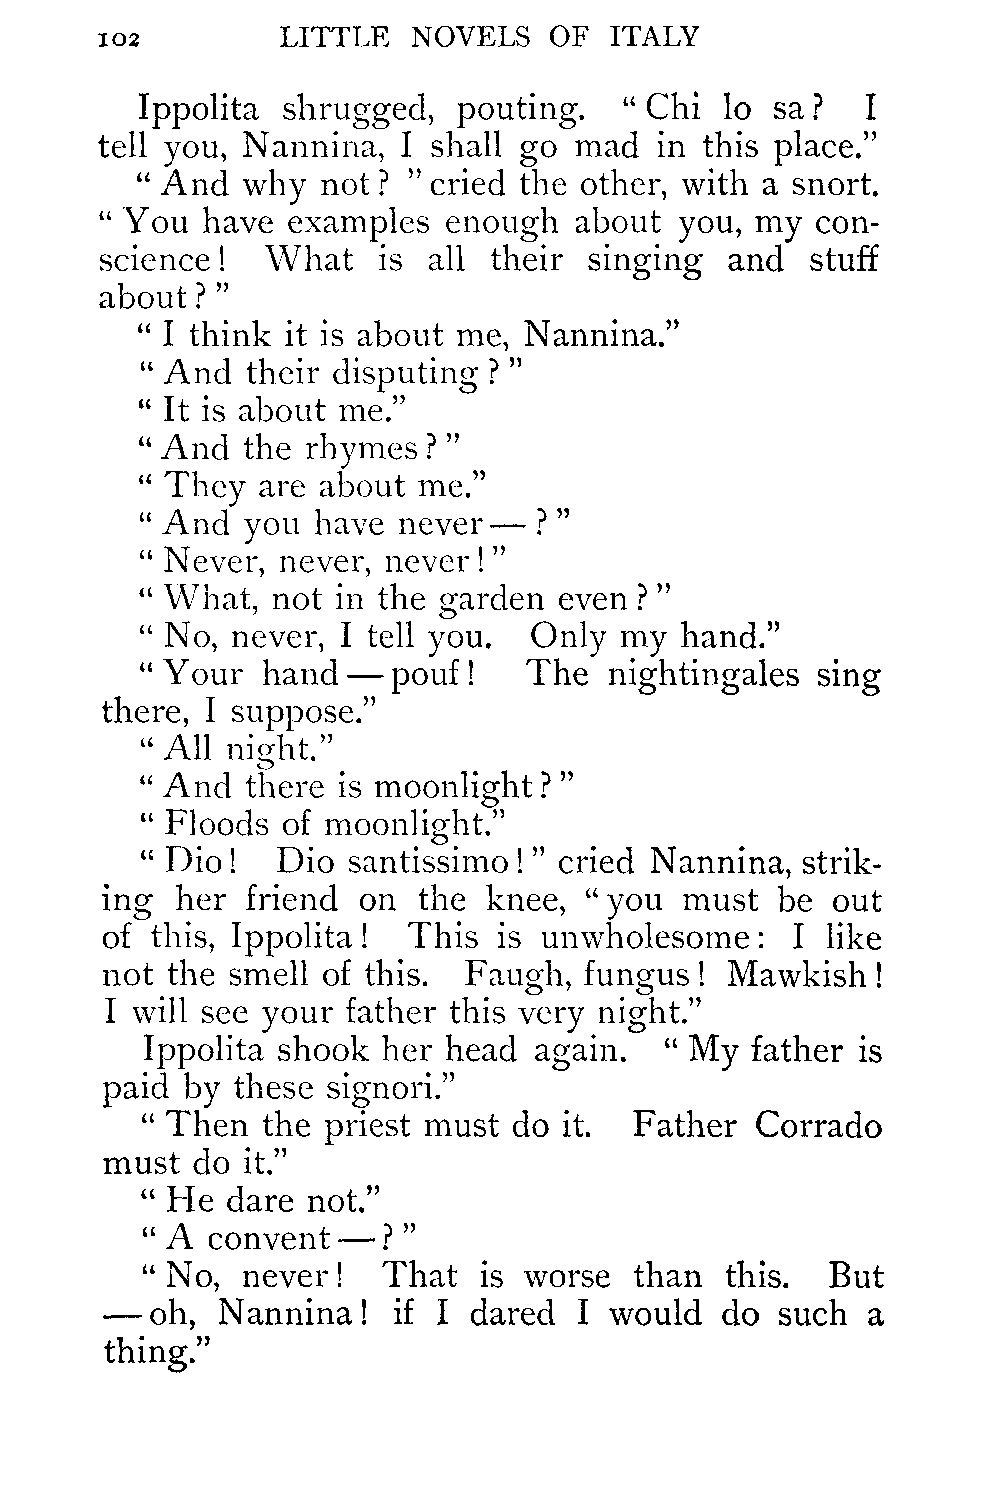 102 LITTLE NOVELS OF ITALY
Ippolita shrugged, pouting. “Chi lo sa? I
tell you, Nannina, I shall go mad in this place.”
“And why not?” cried the other, with a snort.
“You have examples enough about you, my con-
science! What is all their singing and stuff
about?”
“I think it is about me, Nannina.”
“And their disputing?”
“It is about me.”
“And the rhymes?”
“They are about me.”
“And you have never—?”
“Never, never, never!”
“What, not in the garden even?”
“No, never, I tell you. Only my hand.”
“Your hand—pouf! The nightingales sing
there, I suppose.”
“All night.”
“And there is moonlight?”
“Floods of moonlight.”
“Dio! Dio santissimo!” cried Nannina, strik-
ing her friend on the knee, “you must be out
of this, Ippolita! This is unwholesome: I like
not the smell of this. Faugh, fungus! Mawkish!
I will see your father this very night.”
Ippolita shook her head again. “My father is
paid by these signori.”
“Then the priest must do it. Father Corrado
must do it.”
“He dare not.”
“A convent—?”
“No, never! That is worse than this. But
—oh, Nannina! if I dared I would do such a
thing.”